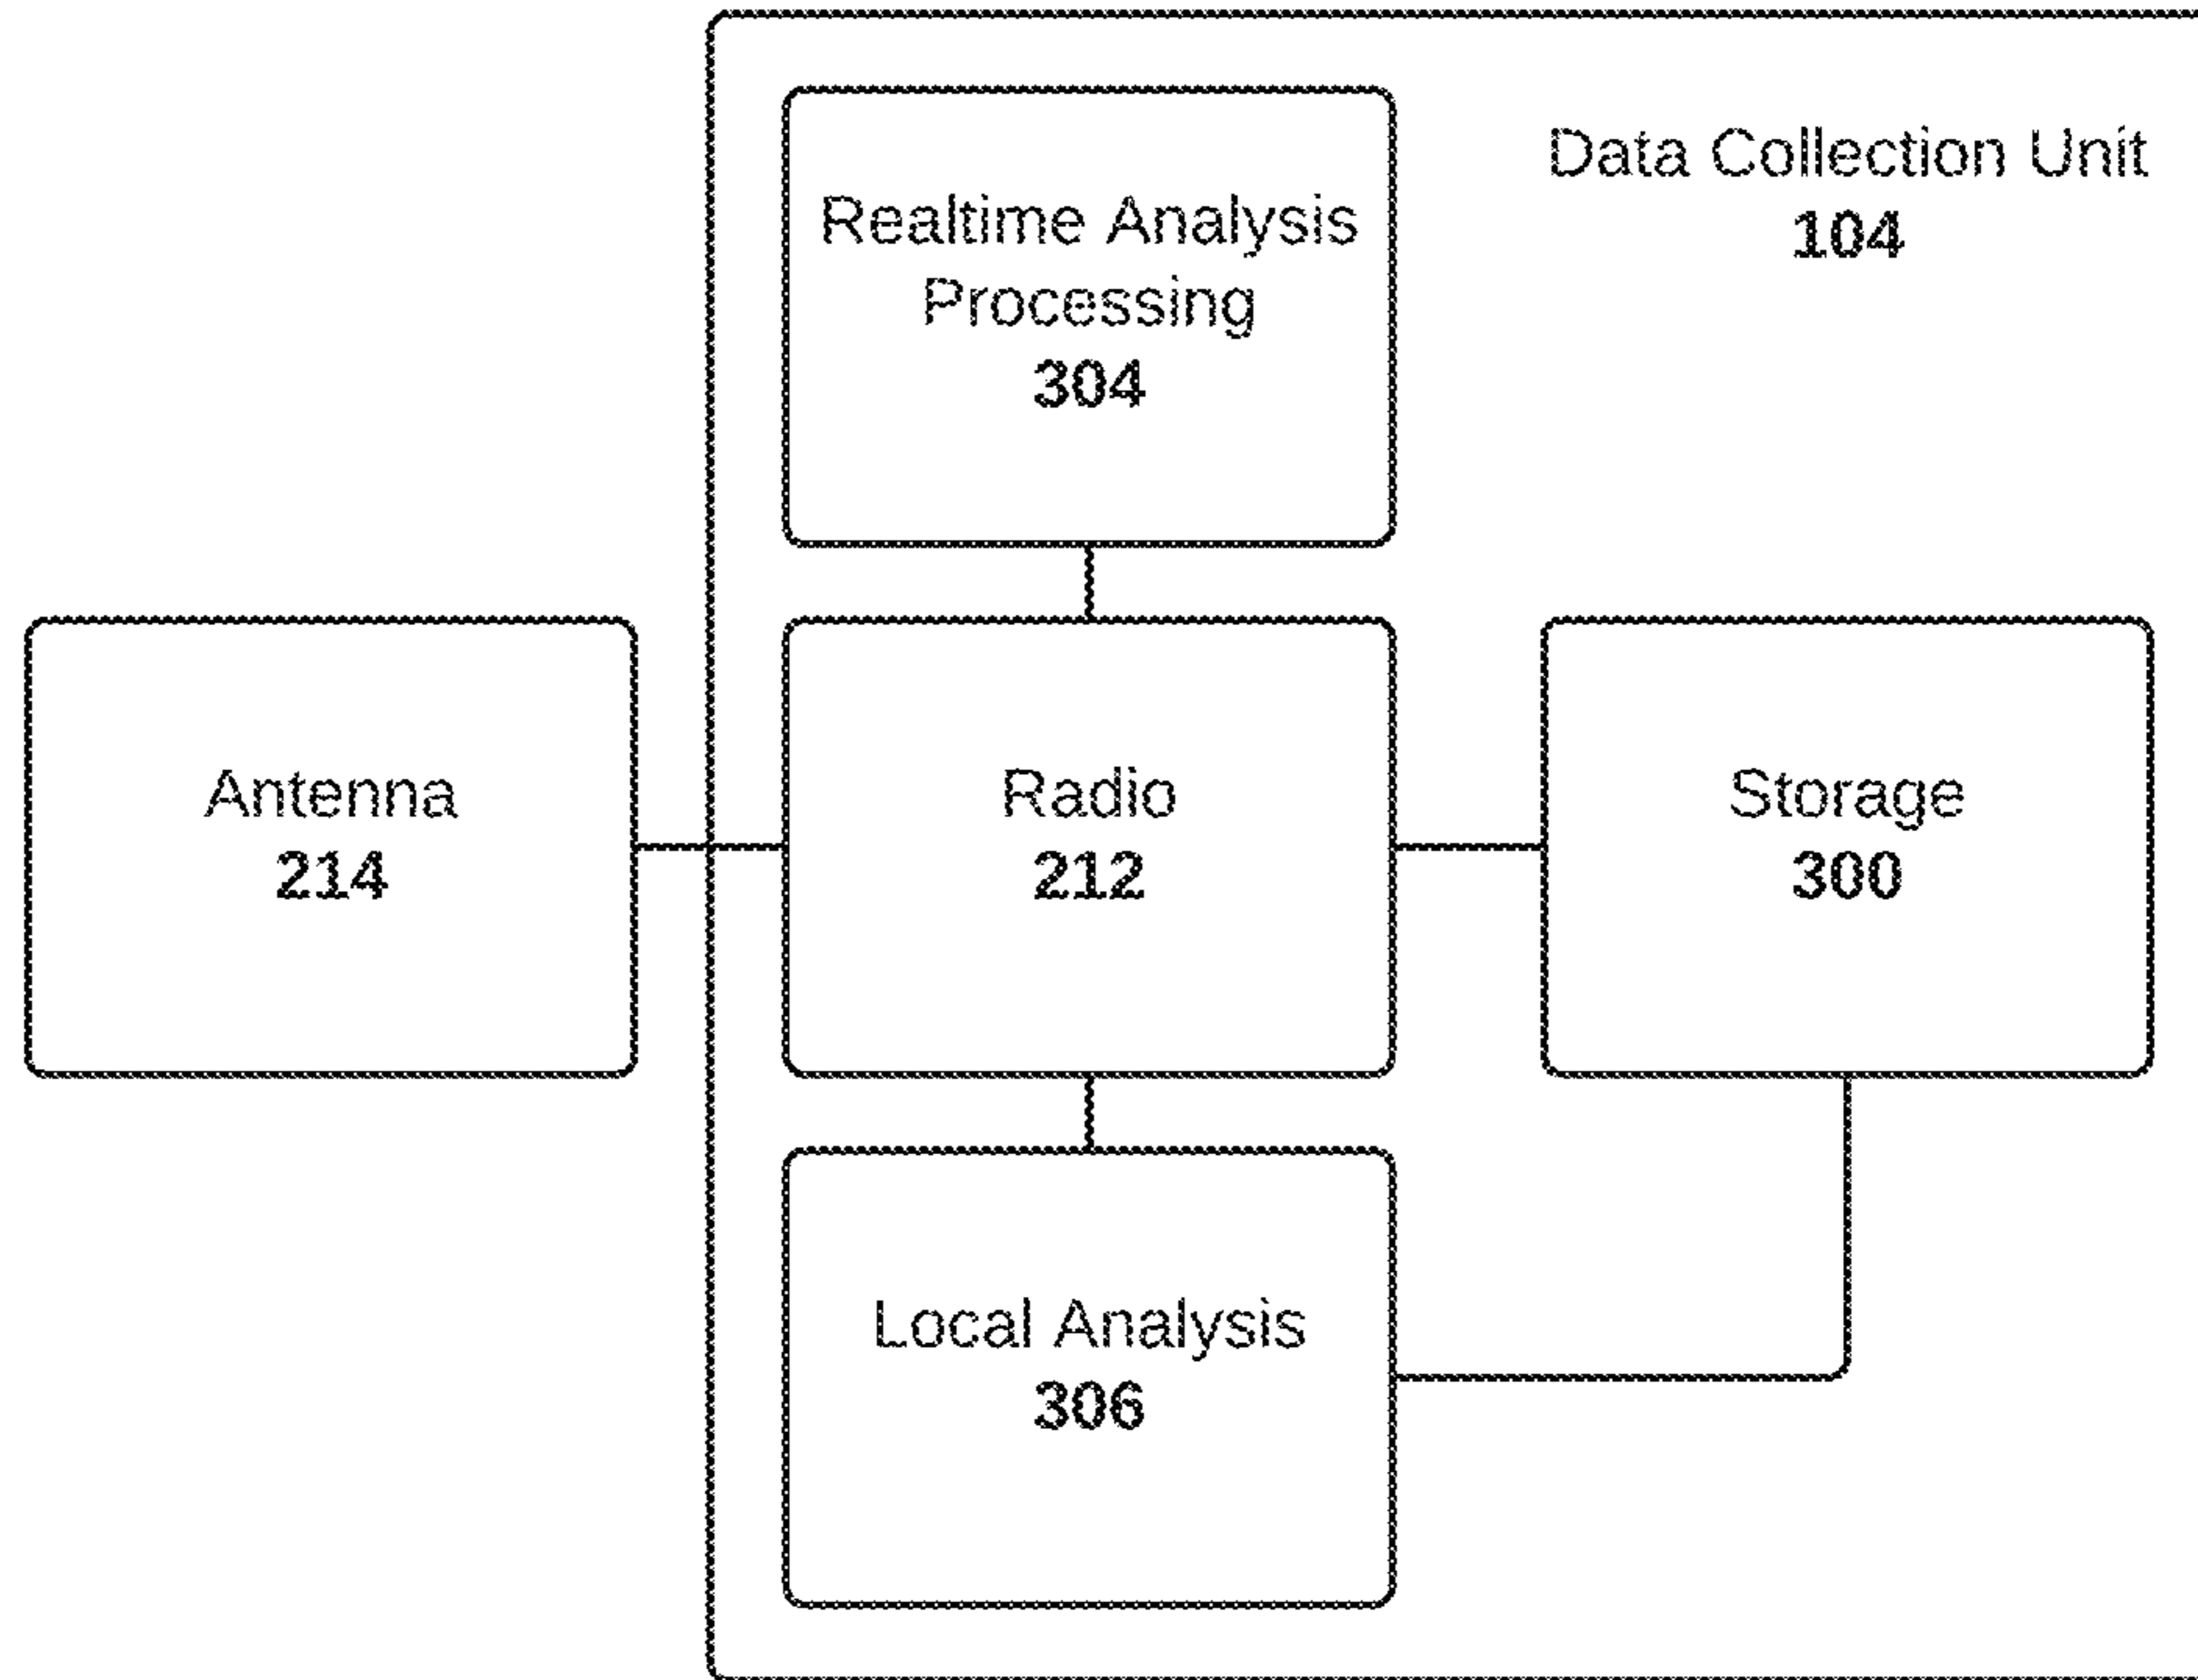 Data Collection Unit
104
Realtime Analysis
Processing
304
Antenna
214
Radio
212
Storage
300
Local Analysis
306